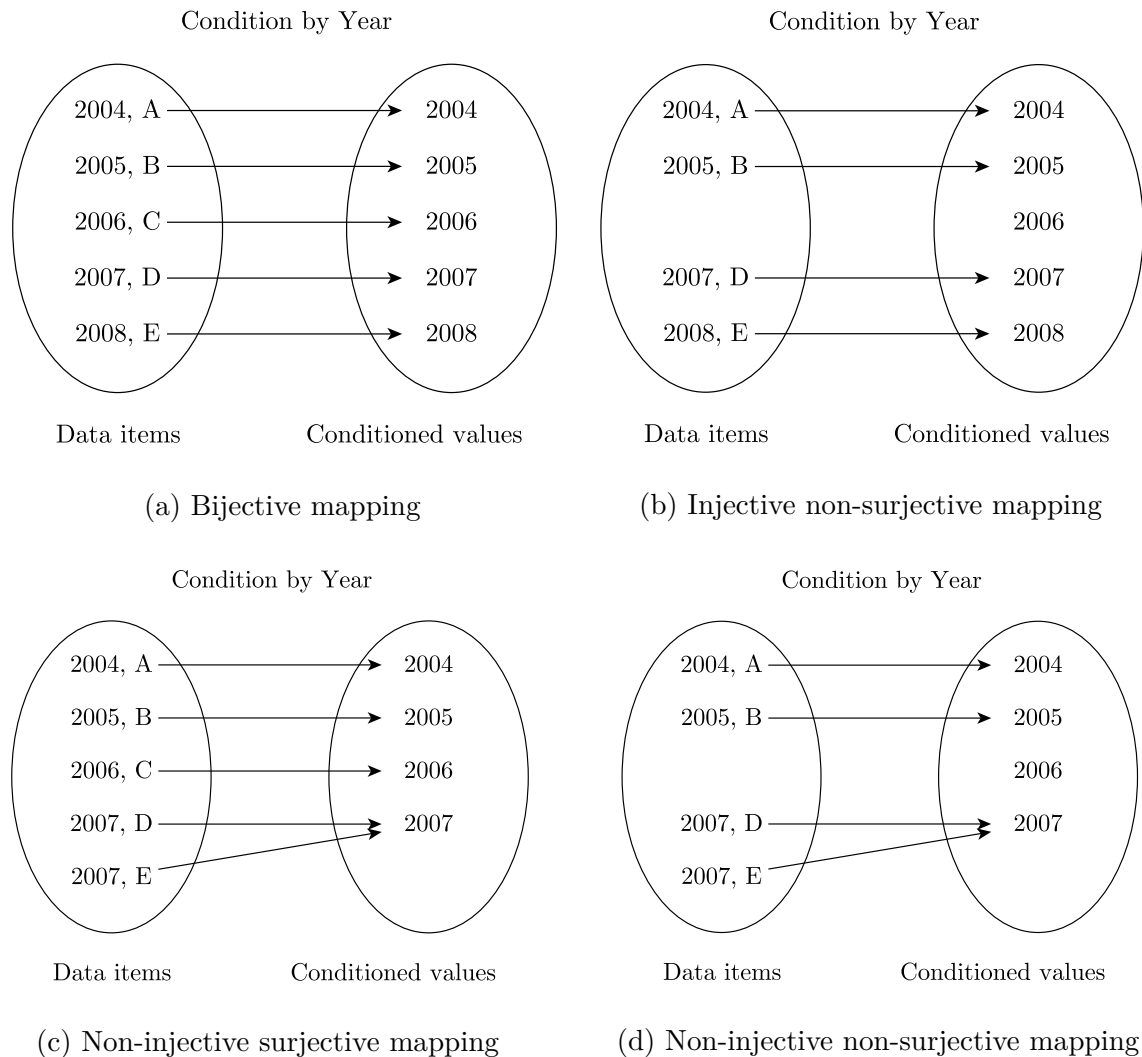 Condition by Year
2004, A
2005, B
2006, C
2007, D
2008, E
2004
2005
2006
2007
2008
Data items
Conditioned values
(a) Bijective mapping
Condition by Year
2004, A
2005, B
2007, D
2008, E
2004
2005
2006
2007
2008
Data items
Conditioned values
(b) Injective non-surjective mapping
Condition by Year
2004, A
2005, B
2006, C
2007, D
2007, E
2004
2005
2006
2007
Data items
Conditioned values
(c) Non-injective surjective mapping
Condition by Year
2004, A
2005, B
2007, D
2007, E
2004
2005
2006
2007
Data items
Conditioned values
(d) Non-injective non-surjective mapping